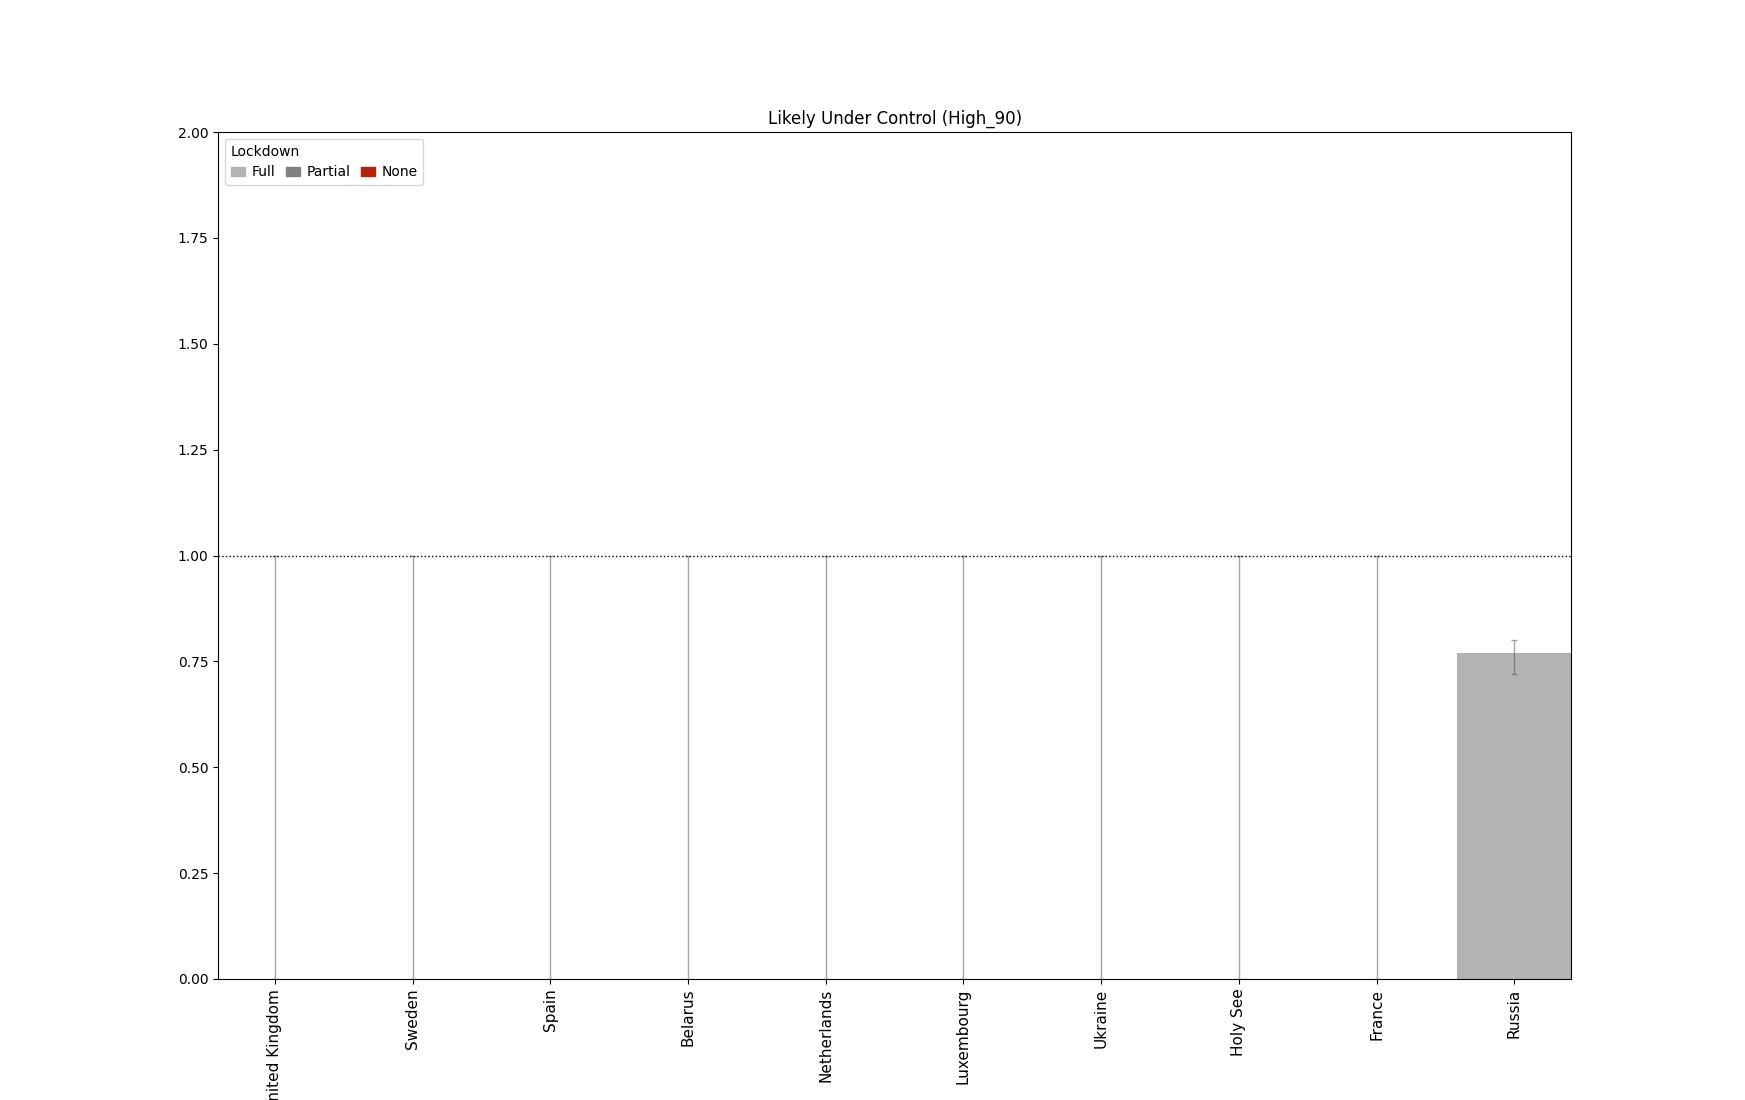 Likely Under Control (High_90)
2.00
Lockdown
Full Partial None
1.75
1.50
1.25
1.00
0.75
0.50
0.25
0.00
nited Kingdom
Sweden
Spain
Belarus
Netherlands
Luxembourg
Ukraine
Holy See
France
Russia